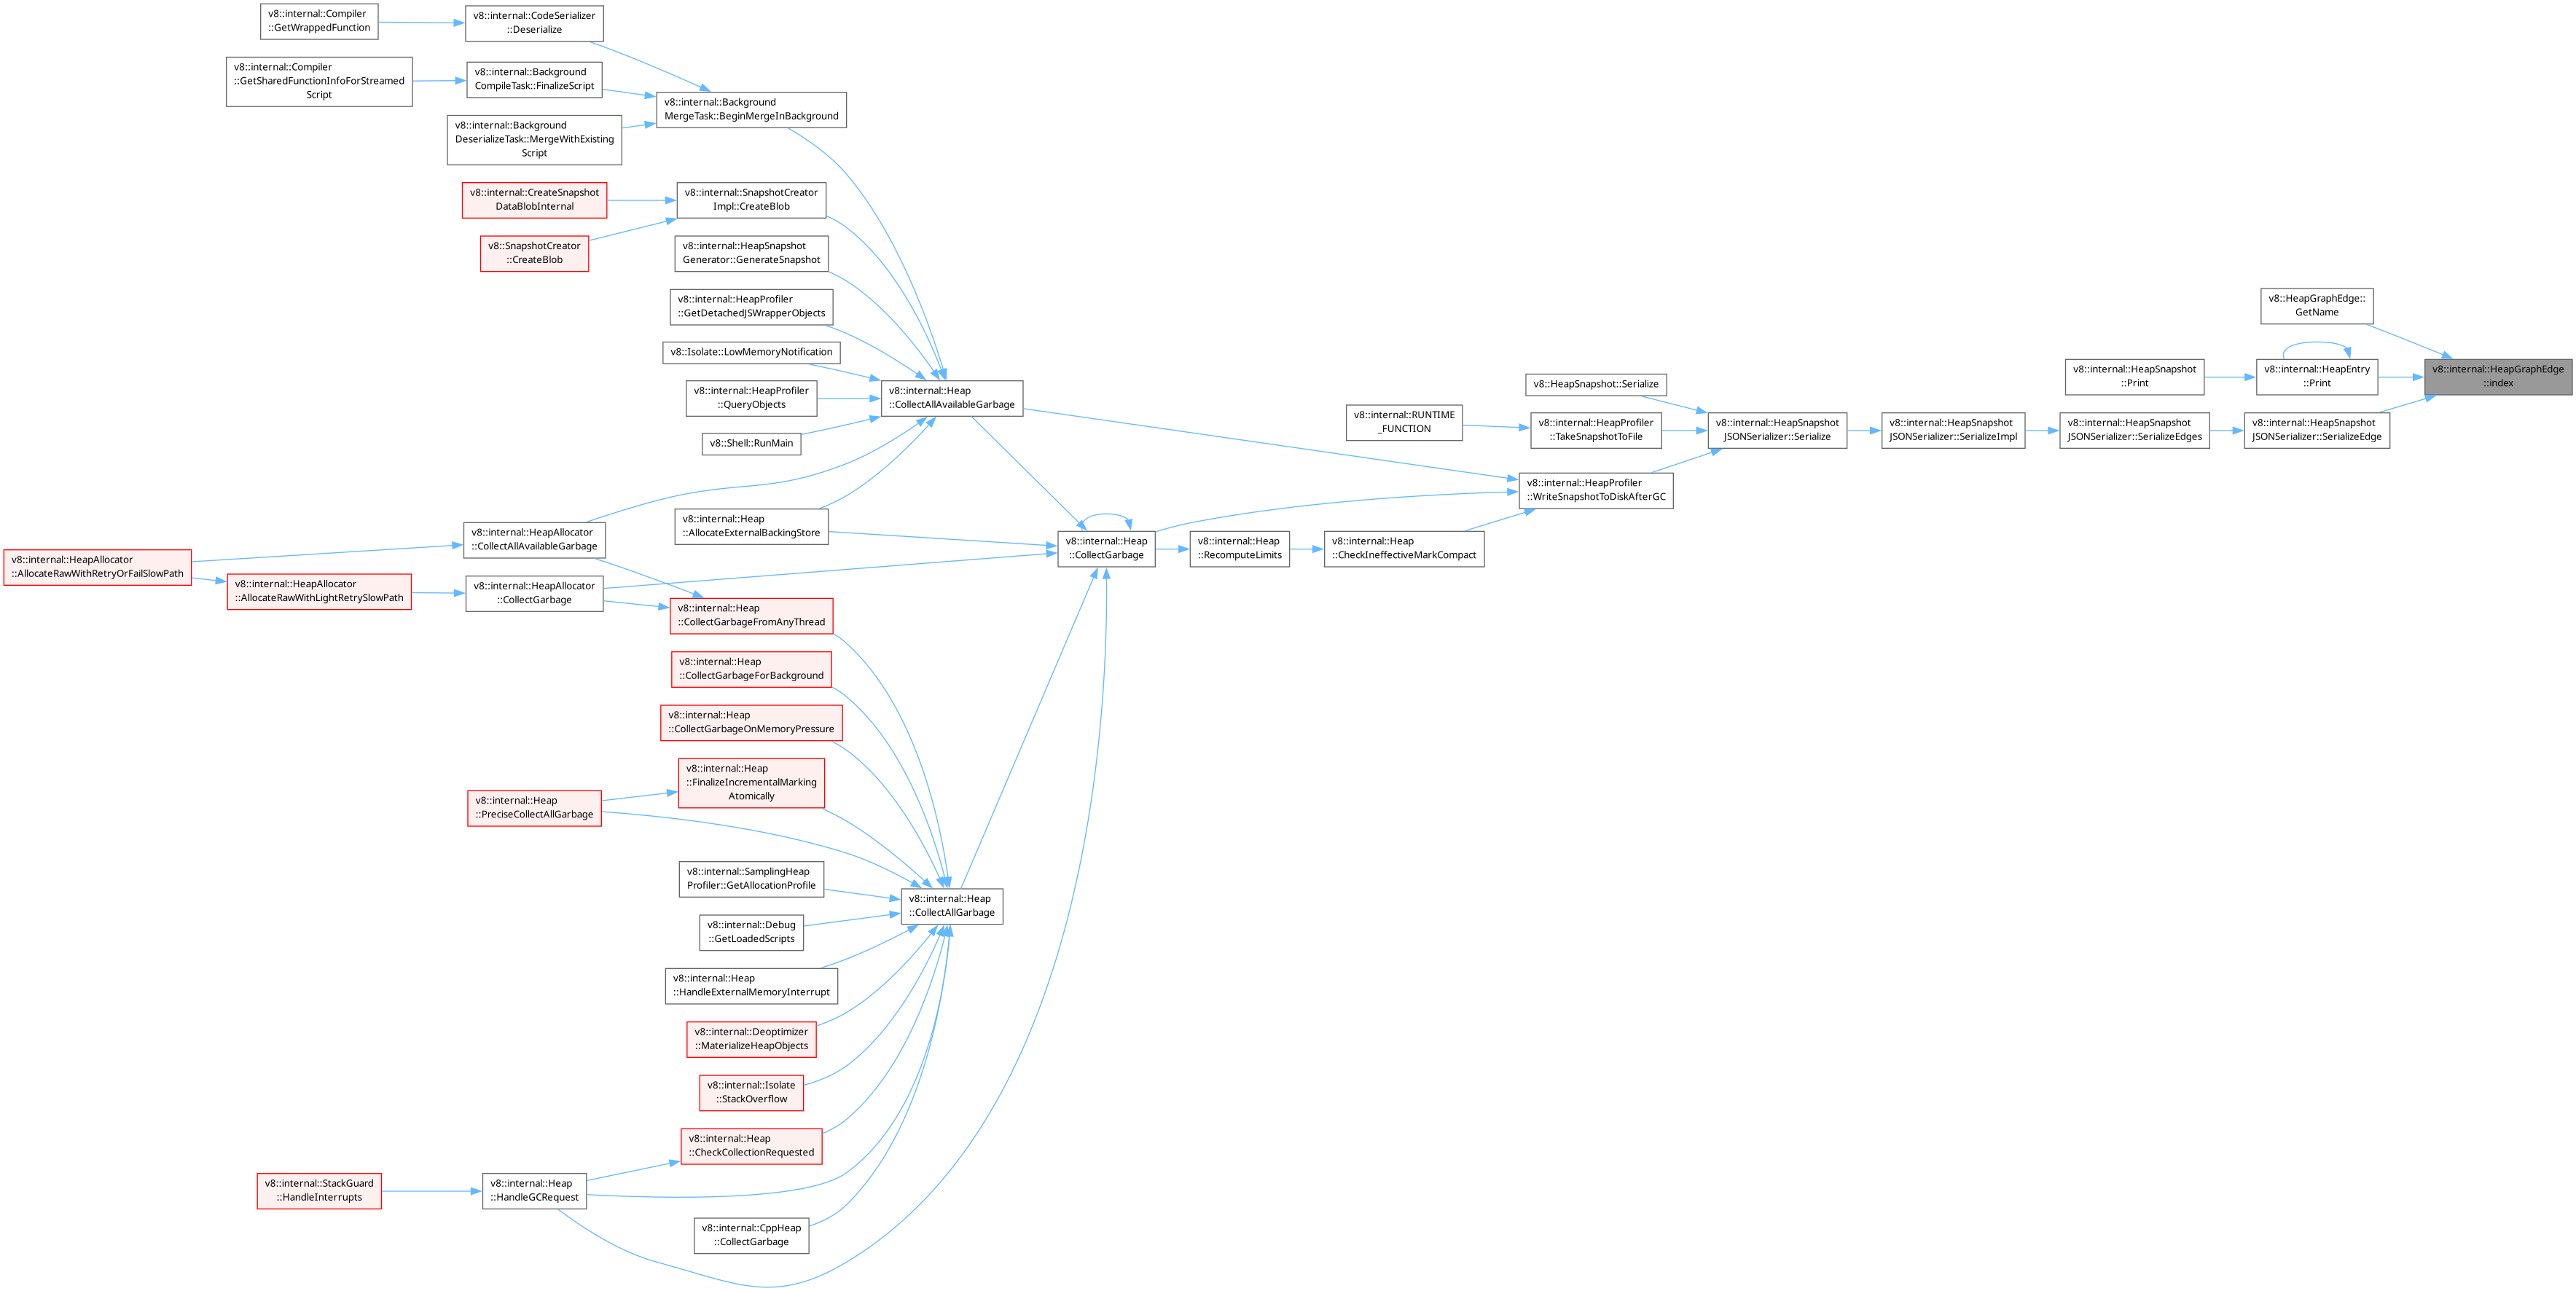 v8::internal::Compiler
::GetWrappedFunction
v8::internal::CodeSerializer
::Deserialize
v8::internal::Compiler
::GetSharedFunctionInfoForStreamed
Script
v8::internal::Background
CompileTask::FinalizeScript
v8::internal::Background
MergeTask::BeginMergeInBackground
v8::internal::Background
DeserializeTask::MergeWithExisting
Script
v8::internal::CreateSnapshot
DataBlobInternal
v8::internal::SnapshotCreator
Impl::CreateBlob
v8::SnapshotCreator
::CreateBlob
v8::internal::HeapSnapshot
Generator::GenerateSnapshot
v8::internal::HeapProfiler
::GetDetachedJSWrapperObjects
v8::Isolate::LowMemoryNotification
v8::internal::HeapProfiler
::QueryObjects
v8::Shell::RunMain
v8::internal::Heap
::CollectAllAvailableGarbage
v8::HeapGraphEdge::
GetName
v8::internal::HeapSnapshot
::Print
v8::internal::HeapEntry
::Print
v8::internal::HeapGraphEdge
::index
v8::HeapSnapshot::Serialize
v8::internal::RUNTIME
_FUNCTION
v8::internal::HeapProfiler
::TakeSnapshotToFile
v8::internal::HeapSnapshot
JSONSerializer::Serialize
v8::internal::HeapSnapshot
JSONSerializer::SerializeImpl
v8::internal::HeapSnapshot
JSONSerializer::SerializeEdges
v8::internal::HeapSnapshot
JSONSerializer::SerializeEdge
v8::internal::HeapProfiler
::WriteSnapshotToDiskAfterGC
v8::internal::HeapAllocator
::AllocateRawWithRetryOrFailSlowPath
v8::internal::HeapAllocator
::CollectAllAvailableGarbage
v8::internal::Heap
::AllocateExternalBackingStore
v8::internal::Heap
::CollectGarbage
v8::internal::Heap
::RecomputeLimits
v8::internal::Heap
::CheckIneffectiveMarkCompact
v8::internal::HeapAllocator
::AllocateRawWithLightRetrySlowPath
v8::internal::HeapAllocator
::CollectGarbage
v8::internal::Heap
::CollectGarbageFromAnyThread
v8::internal::Heap
::CollectGarbageForBackground
v8::internal::Heap
::CollectGarbageOnMemoryPressure
v8::internal::Heap
::FinalizeIncrementalMarking
Atomically
v8::internal::Heap
::PreciseCollectAllGarbage
v8::internal::SamplingHeap
Profiler::GetAllocationProfile
v8::internal::Heap
::CollectAllGarbage
v8::internal::Debug
::GetLoadedScripts
v8::internal::Heap
::HandleExternalMemoryInterrupt
v8::internal::Deoptimizer
::MaterializeHeapObjects
v8::internal::Isolate
::StackOverflow
v8::internal::Heap
::CheckCollectionRequested
v8::internal::StackGuard
::HandleInterrupts
v8::internal::Heap
::HandleGCRequest
v8::internal::CppHeap
::CollectGarbage